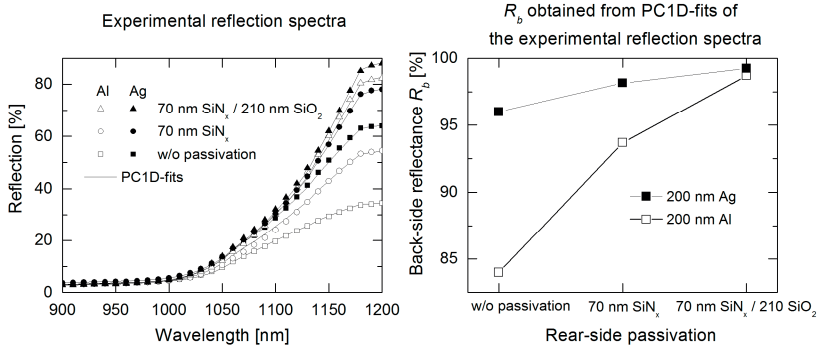 Experimental reflection spectra
Reflection [%]
80
60
40
20
0
Al Ag
70 nm SiNx / 210 nm SiO2
70 nm SiNx
w/o passivation
PC1D-fits
900 950 1000 1050 1100 1150 1200
Wavelength [nm]
Rb obtained from PC1D-fits of
the experimental reflection spectra
Back-side reflectance Rb [%]
100
95
90
85
200 nm Ag
200 nm Al
w/o passivation 70 nm SiNx 70 nm SiNx / 210 SiO2
Rear-side passivation